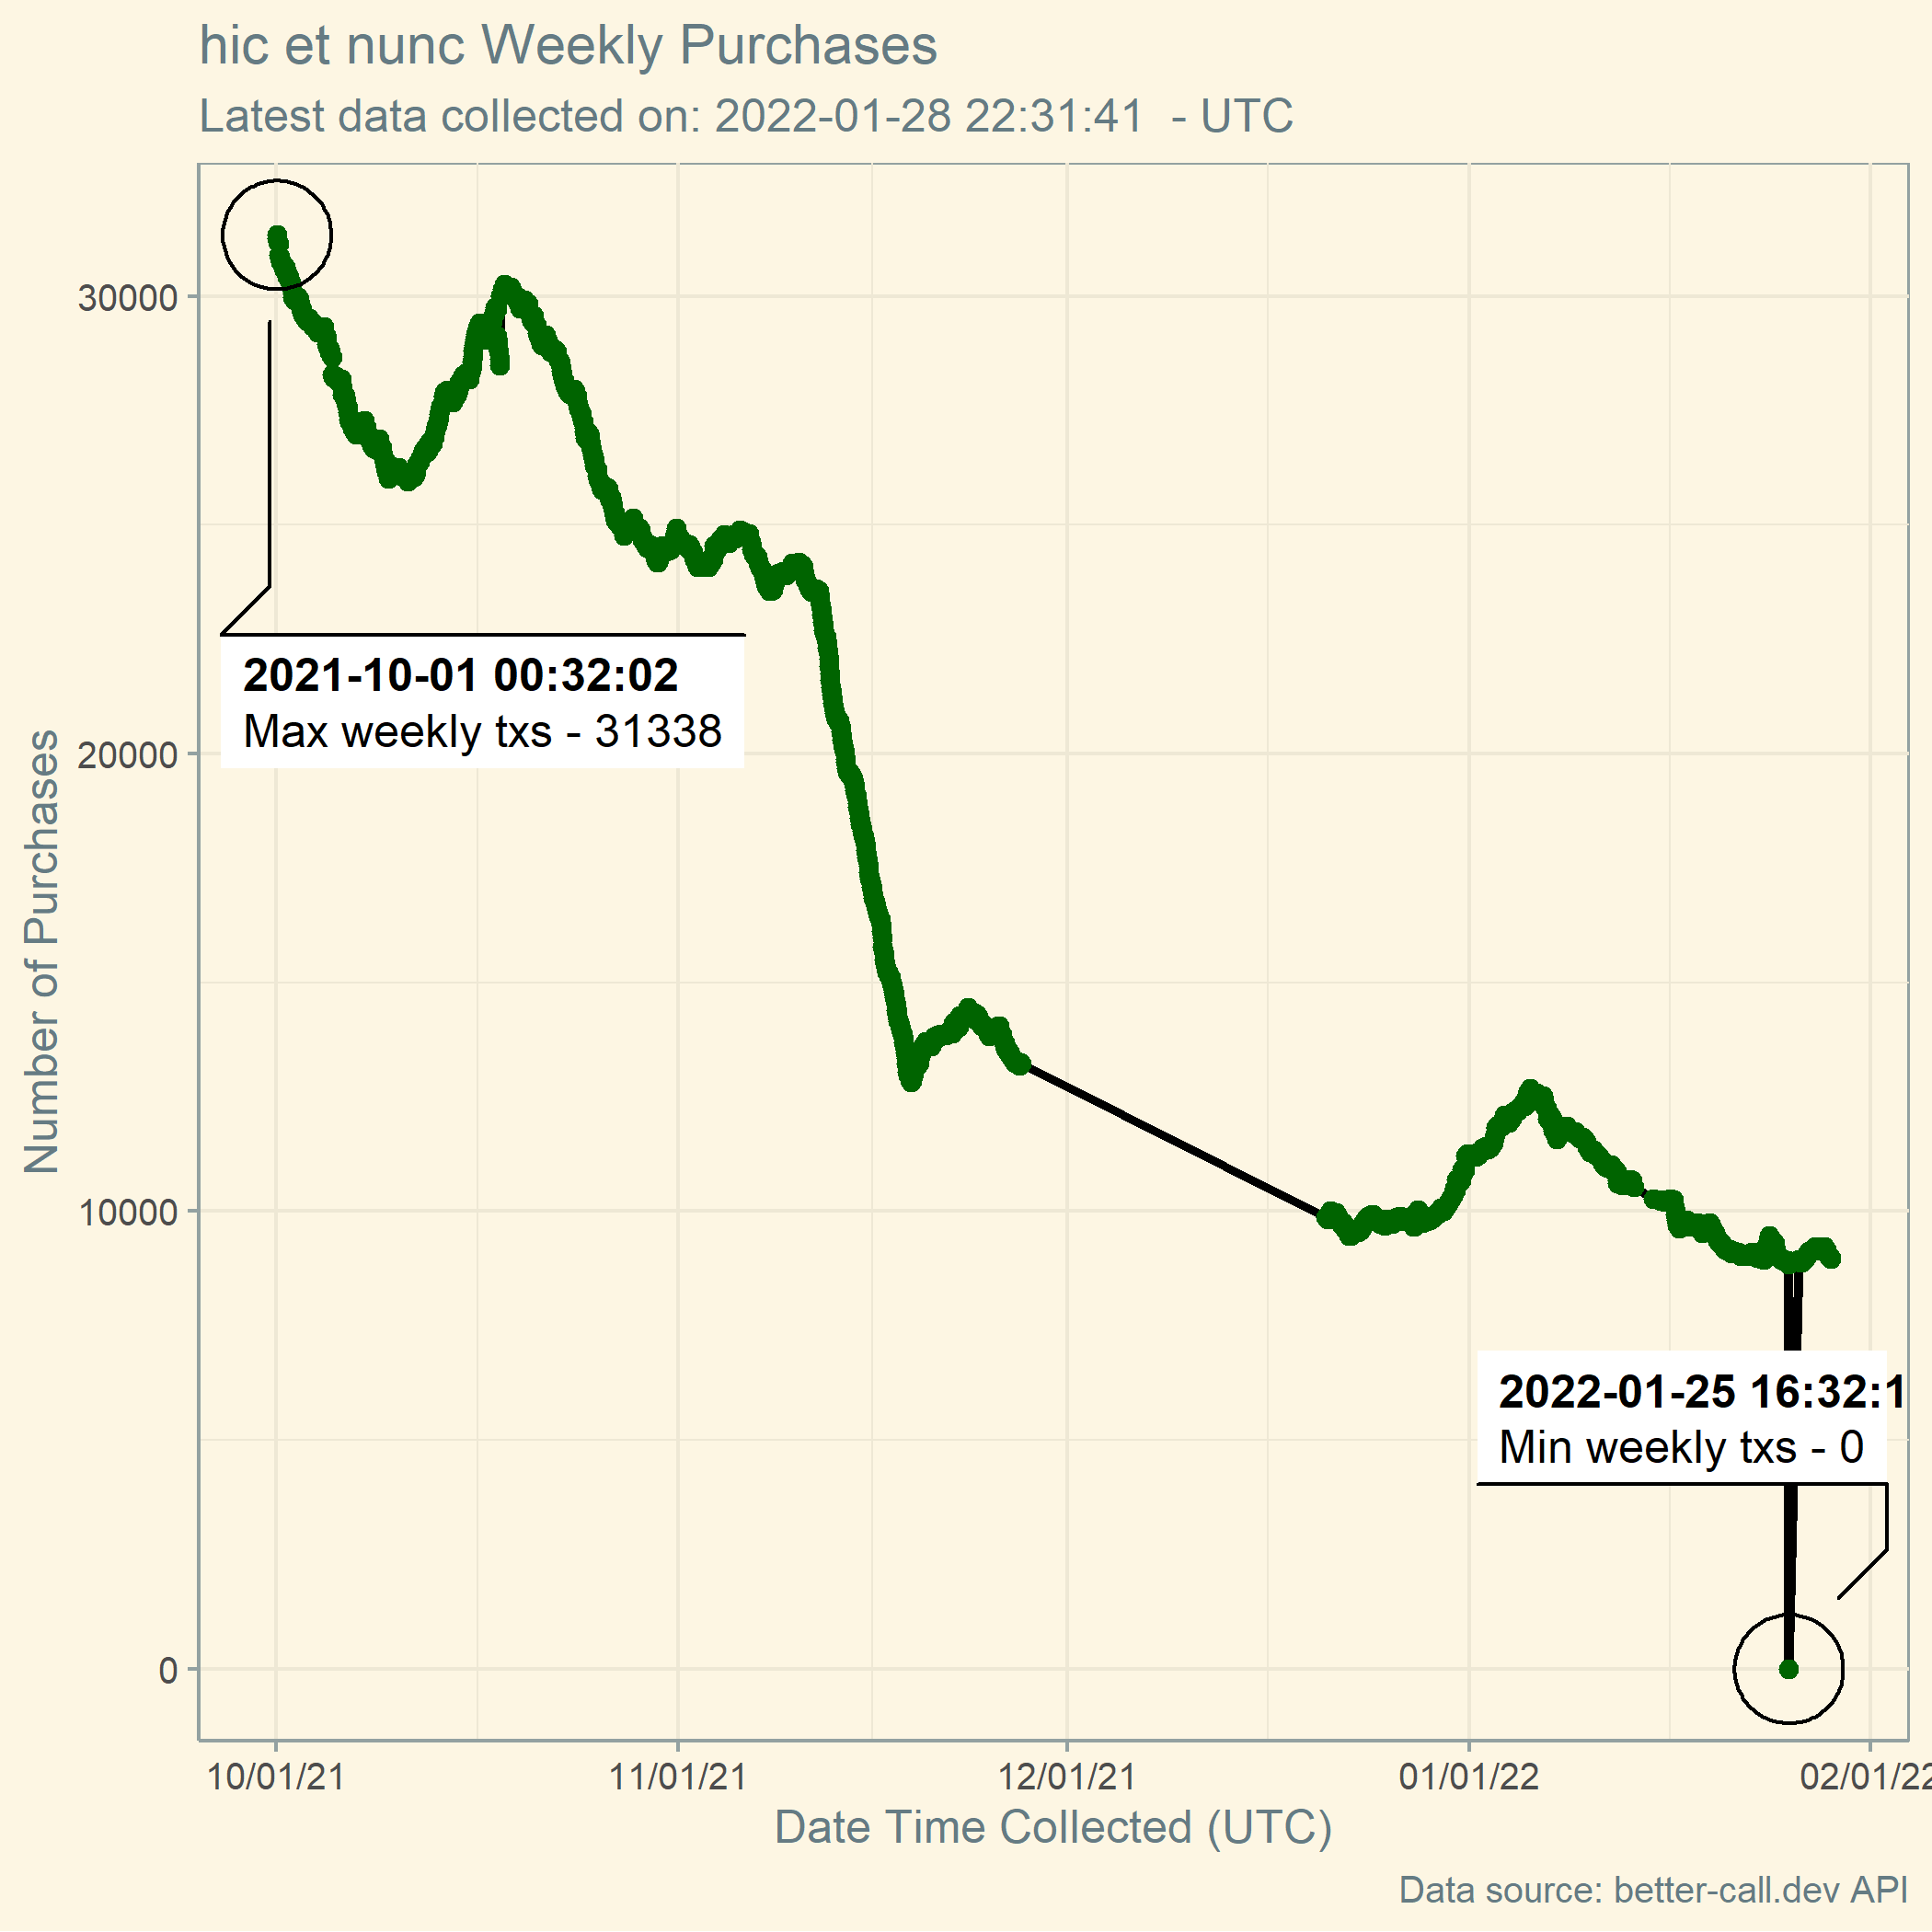 hic et nunc Weekly Purchases
Latest data collected on: 2022-01-28 22:31:41 - UTC
Number of Purchases
30000
20000
10000
0
2021-10-01 00:32:02
Max weekly txs - 31338
2022-01-25 16:32:1
Min weekly txs - 0
10/01/21
11/01/21
12/01/21
01/01/22
02/01/22
Date Time Collected (UTC)
Data source: better-call.dev API